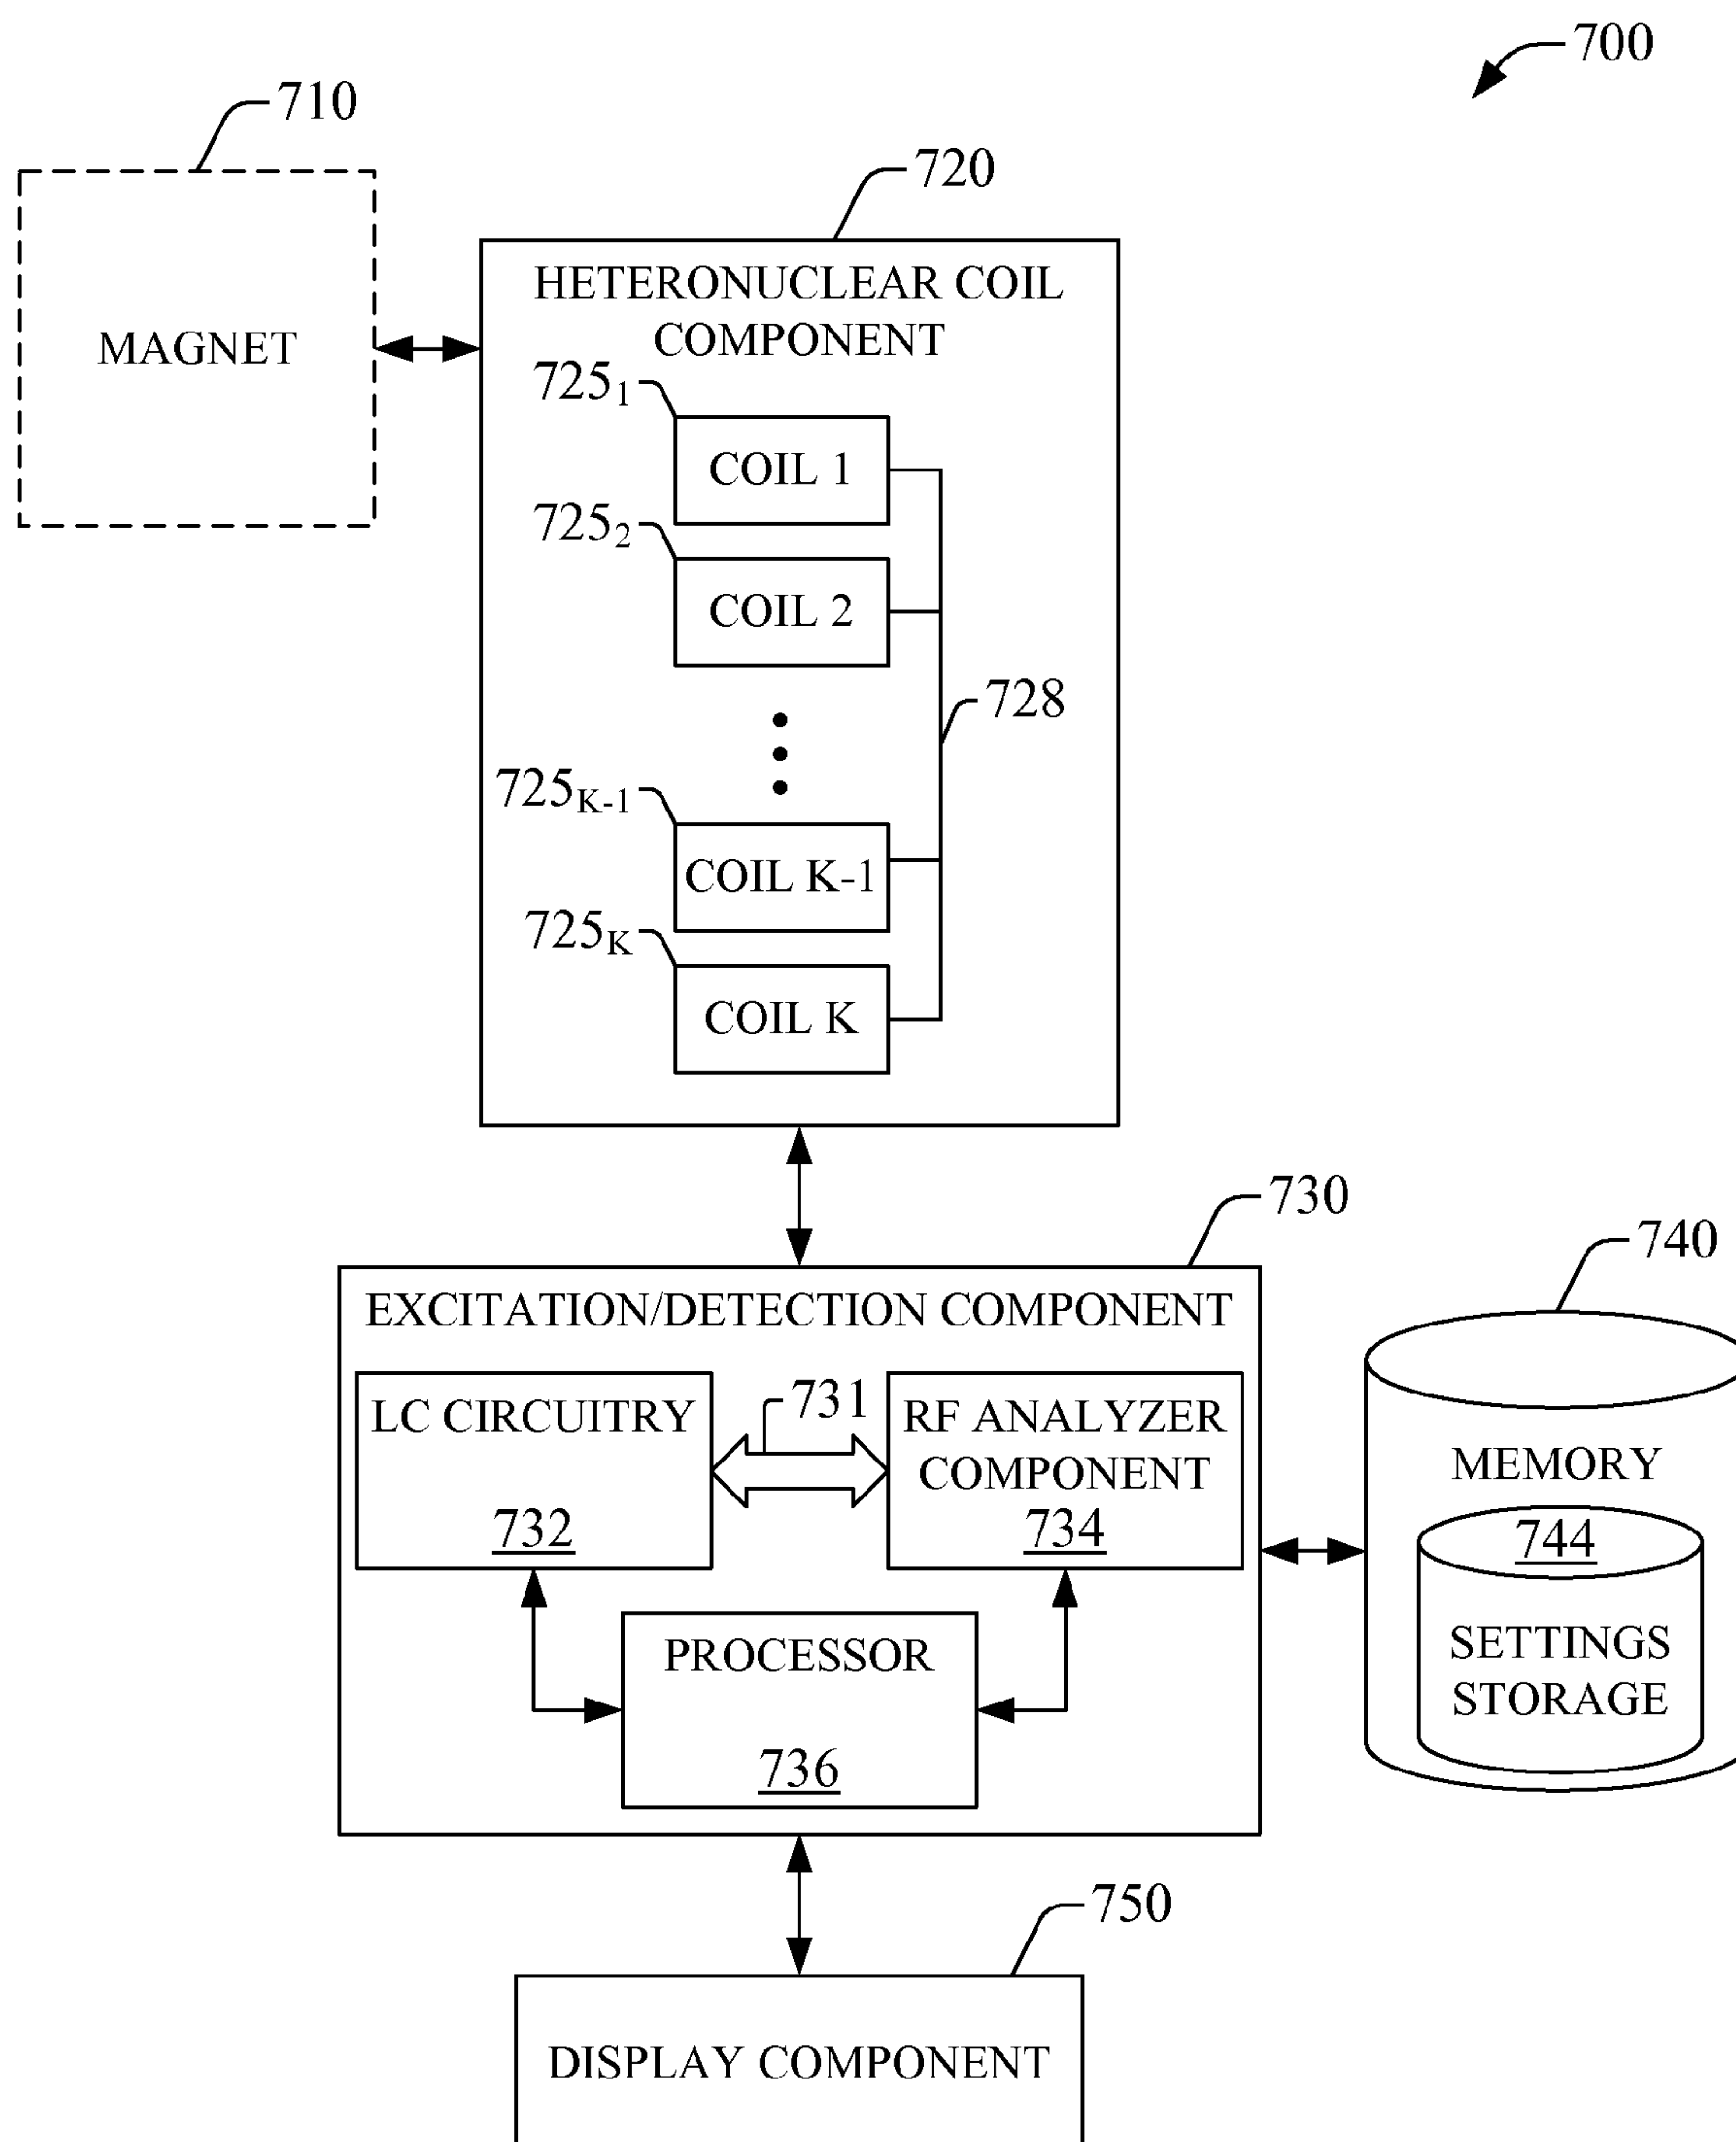 700
710
720
HETERONUCLEAR COIL
COMPONENT
MAGNET
725₁
COIL 1
725₂
COIL 2
728
725K-1
COIL K-1
725K
COIL K
730
740
EXCITATION/DETECTION COMPONENT
LC CIRCUITRY
732
731
RF ANALYZER
COMPONENT
734
MEMORY
744
SETTINGS
STORAGE
PROCESSOR
736
750
DISPLAY COMPONENT